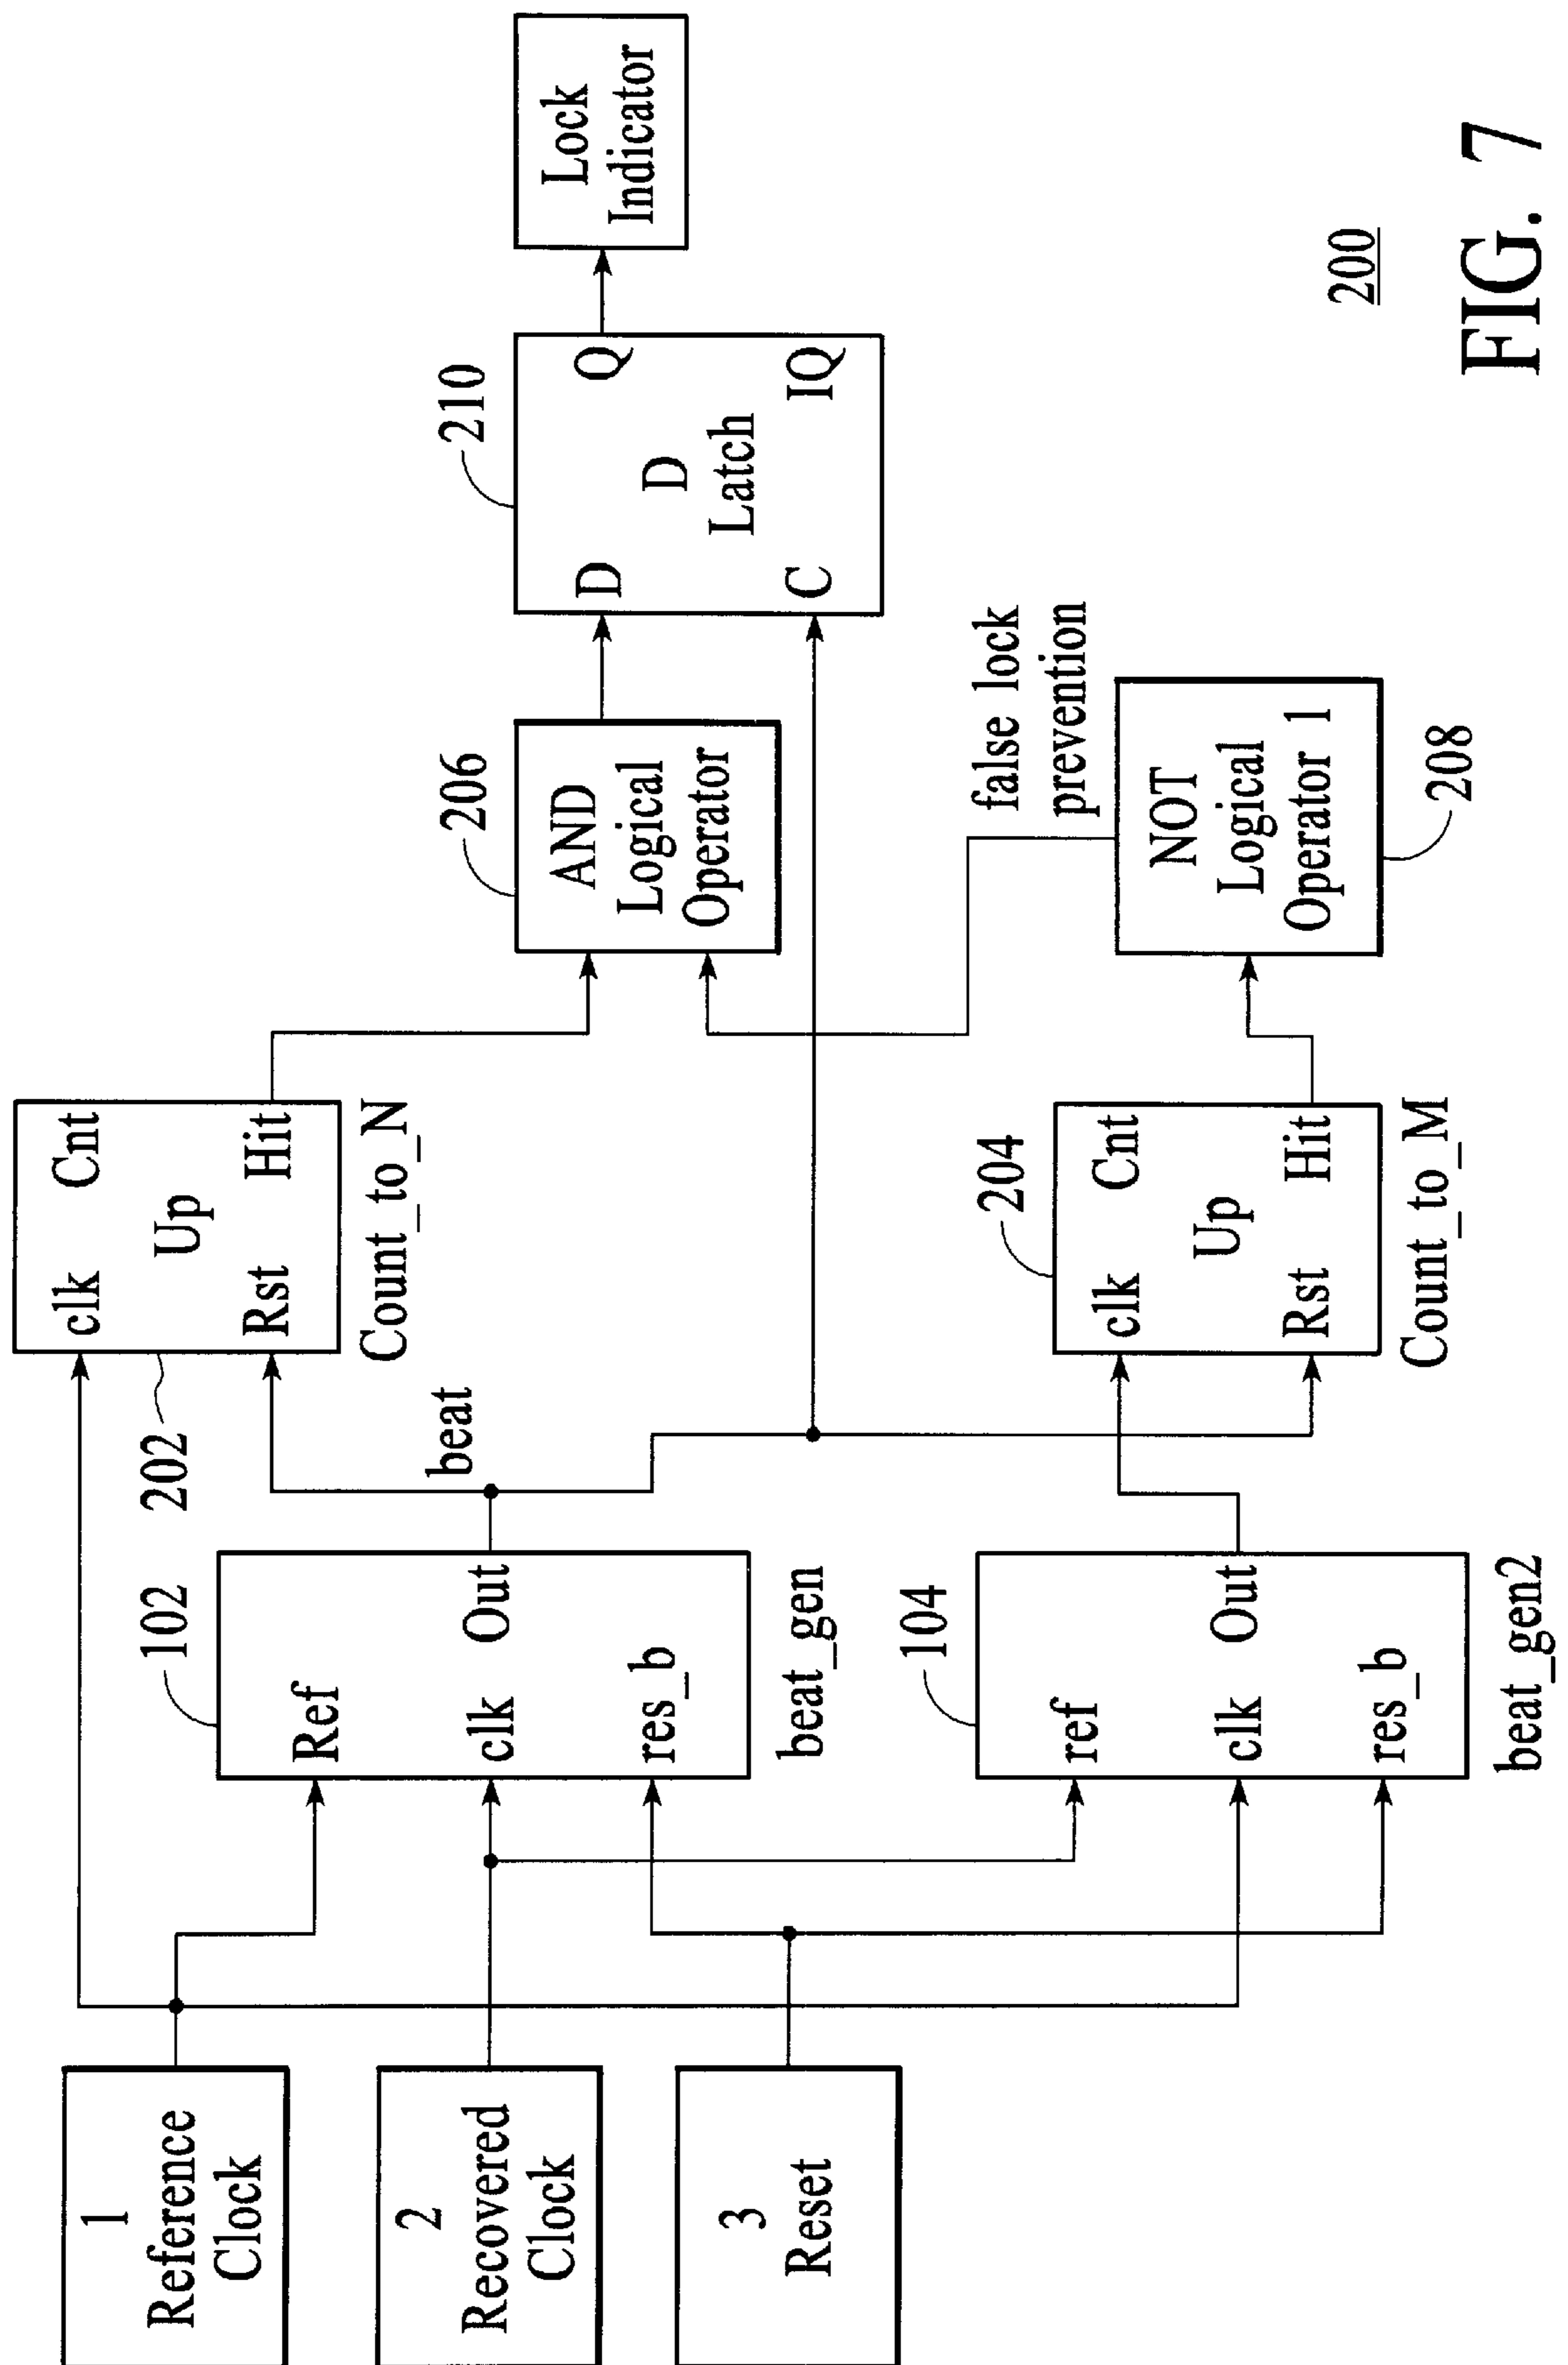 1
Reference
Clock
2
Recovered
Clock
3
Reset
102
Ref
clk
Out
res_b
beat_gen
104
ref
clk
Out
res_b
beat_gen2
beat
202
clk
Cnt
Up
Rst
Hit
Count_to_N
204
clk
Cnt
Up
Rst
Hit
Count_to_M
206
AND
Logical
Operator
false lock
prevention
NOT
Logical
Operator 1
208
210
D
Q
D
Latch
C
IQ
Lock
Indicator
200
FIG. 7